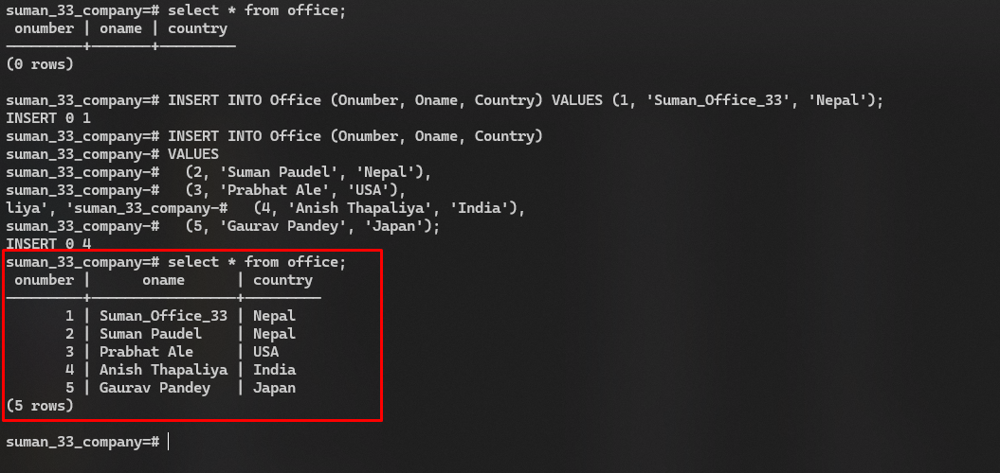 suman_33_company=# select * from office;
 onumber | oname | country
---------+-------+---------
(0 rows)

suman_33_company=# INSERT INTO Office (Onumber, Oname, Country) VALUES (1, 'Suman_Office_33', 'Nepal');
INSERT 0 1
suman_33_company=# INSERT INTO Office (Onumber, Oname, Country)
suman_33_company-# VALUES
suman_33_company-#   (2, 'Suman Paudel', 'Nepal'),
suman_33_company-#   (3, 'Prabhat Ale', 'USA'),
liya', 'suman_33_company-#   (4, 'Anish Thapaliya', 'India'),
suman_33_company-#   (5, 'Gaurav Pandey', 'Japan');
INSERT 0 4
suman_33_company=# select * from office;
 onumber |      oname      | country
---------+-----------------+---------
       1 | Suman_Office_33 | Nepal
       2 | Suman Paudel    | Nepal
       3 | Prabhat Ale     | USA
       4 | Anish Thapaliya | India
       5 | Gaurav Pandey   | Japan
(5 rows)

suman_33_company=#